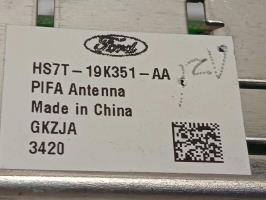 Ford
HS7T-19K351-AA
PIFA Antenna
Made in China
GKZJA
3420